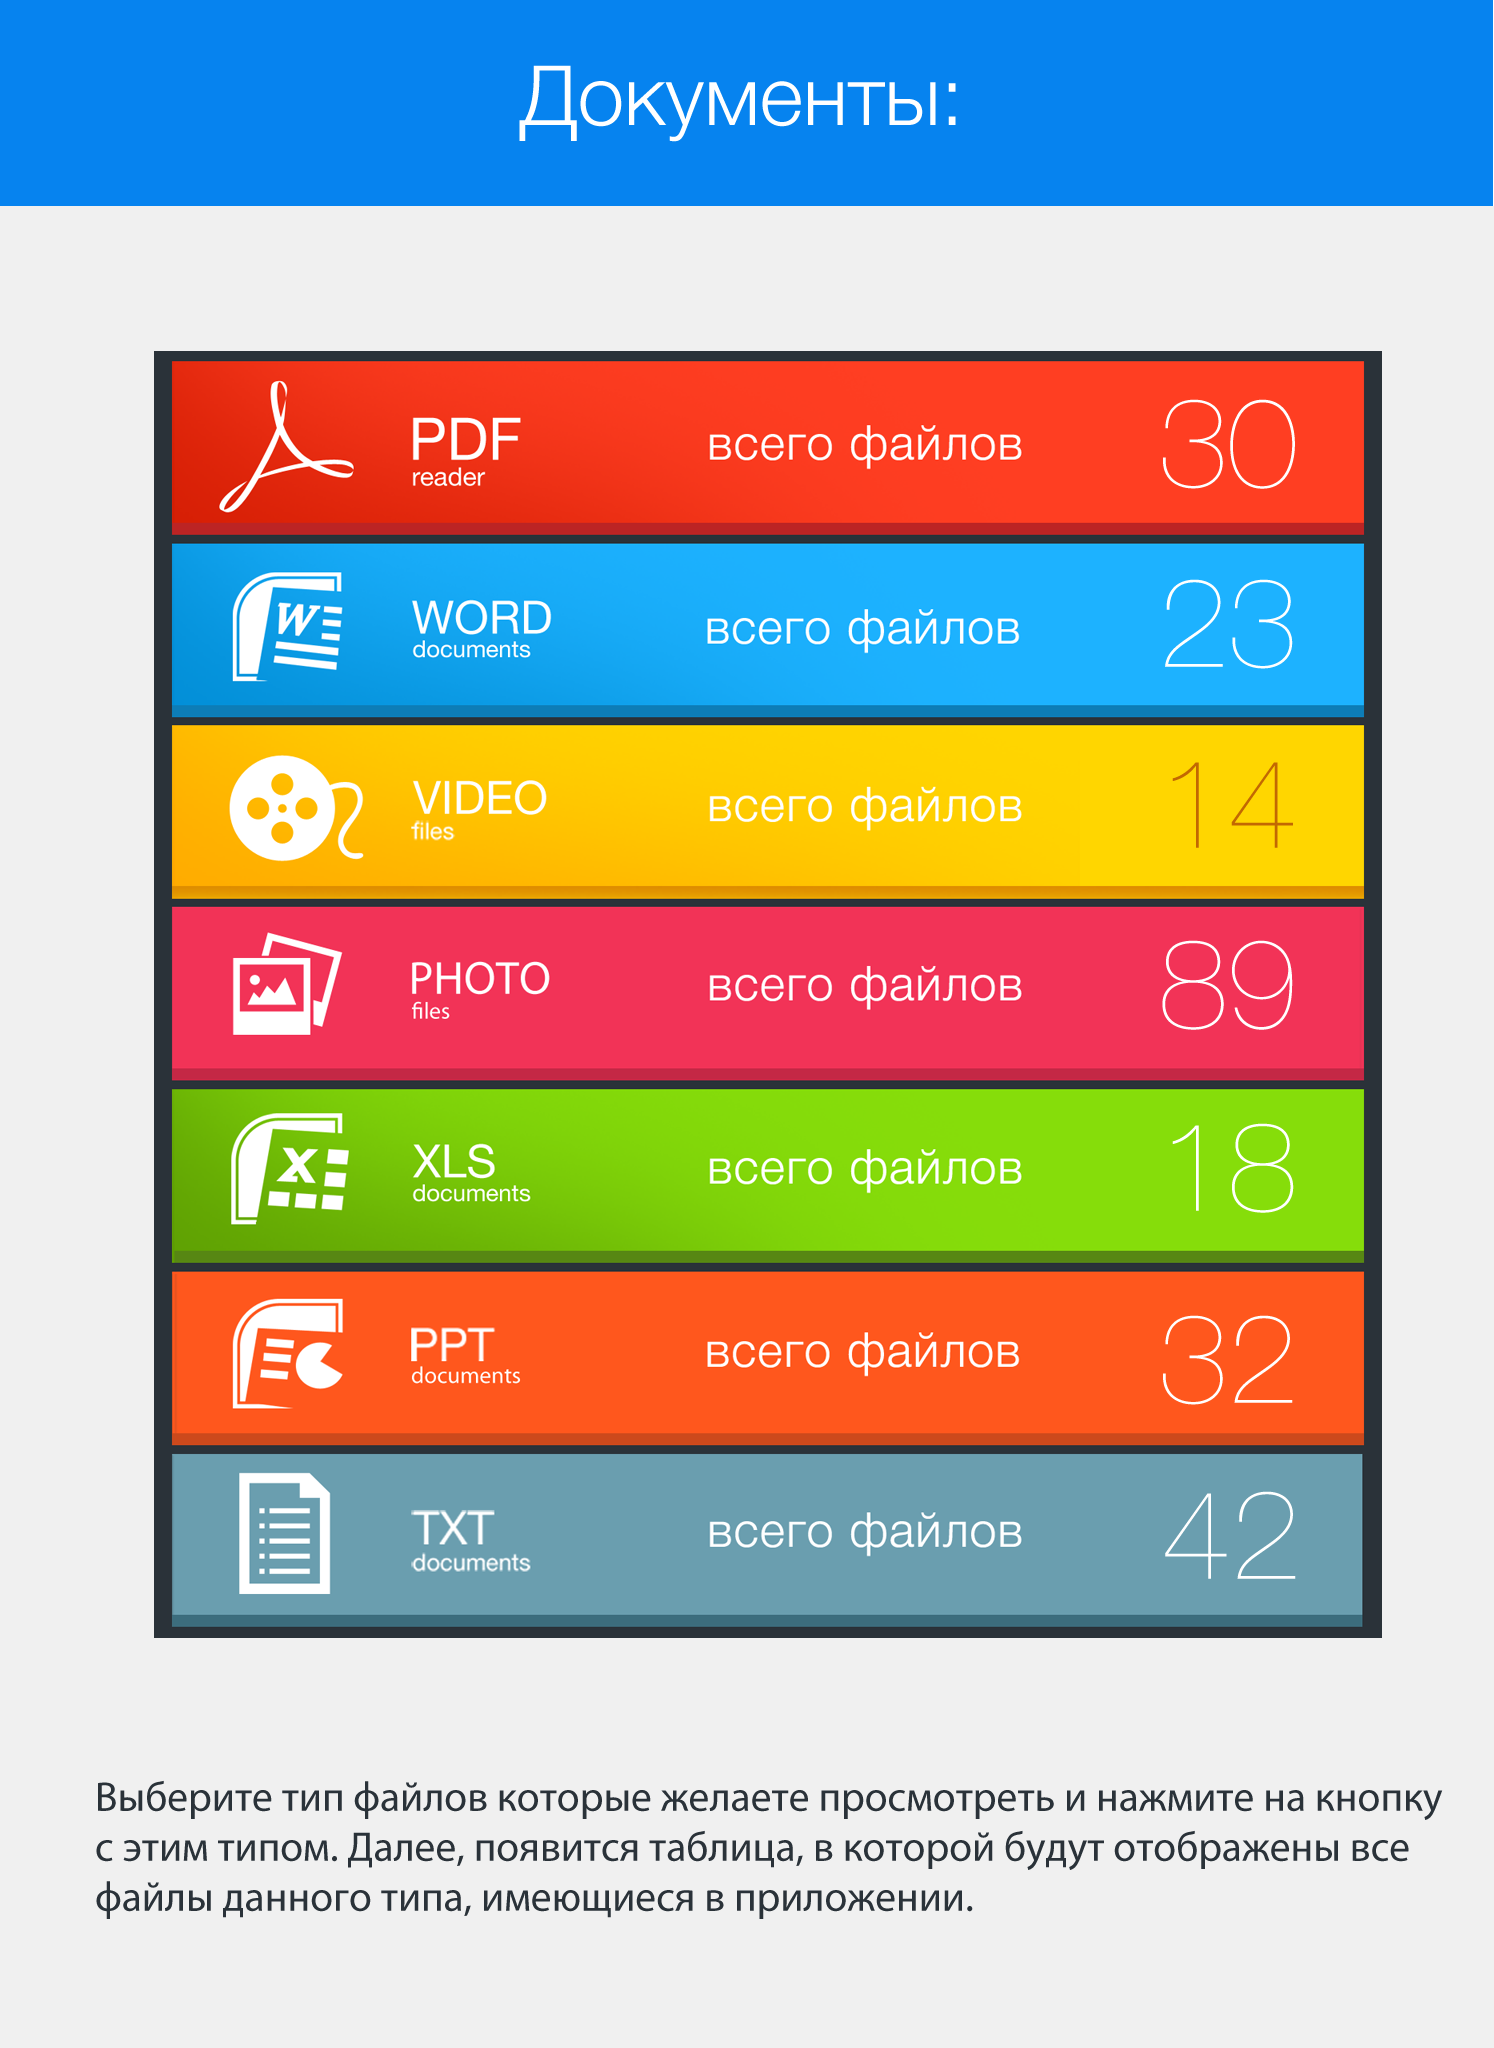 Документы:
PDF всего файлов 30
reader
WORD всего файлов 23
documents
VIDEO всего файлов 14
files
PHOTO всего файлов 89
files
XLS всего файлов 18
documents
PPT всего файлов 32
documents
TXT всего файлов 42
documents
Выберите тип файлов которые желаете просмотреть и нажмите на кнопку
с этим типом. Далее, появится таблица, в которой будут отображены все
файлы данного типа, имеющиеся в приложении.